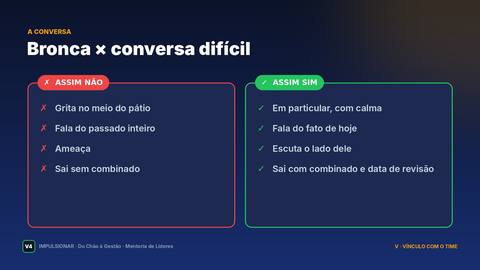 A CONVERSA
Bronca × conversa difícil
✗ ASSIM NÃO
✗ Grita no meio do pátio
✗ Fala do passado inteiro
✗ Ameaça
✗ Sai sem combinado
✓ ASSIM SIM
✓ Em particular, com calma
✓ Fala do fato de hoje
✓ Escuta o lado dele
✓ Sai com combinado e data de revisão
V4 IMPULSIONAR · Do Chão à Gestão · Mentoria de Líderes
V · VÍNCULO COM O TIME